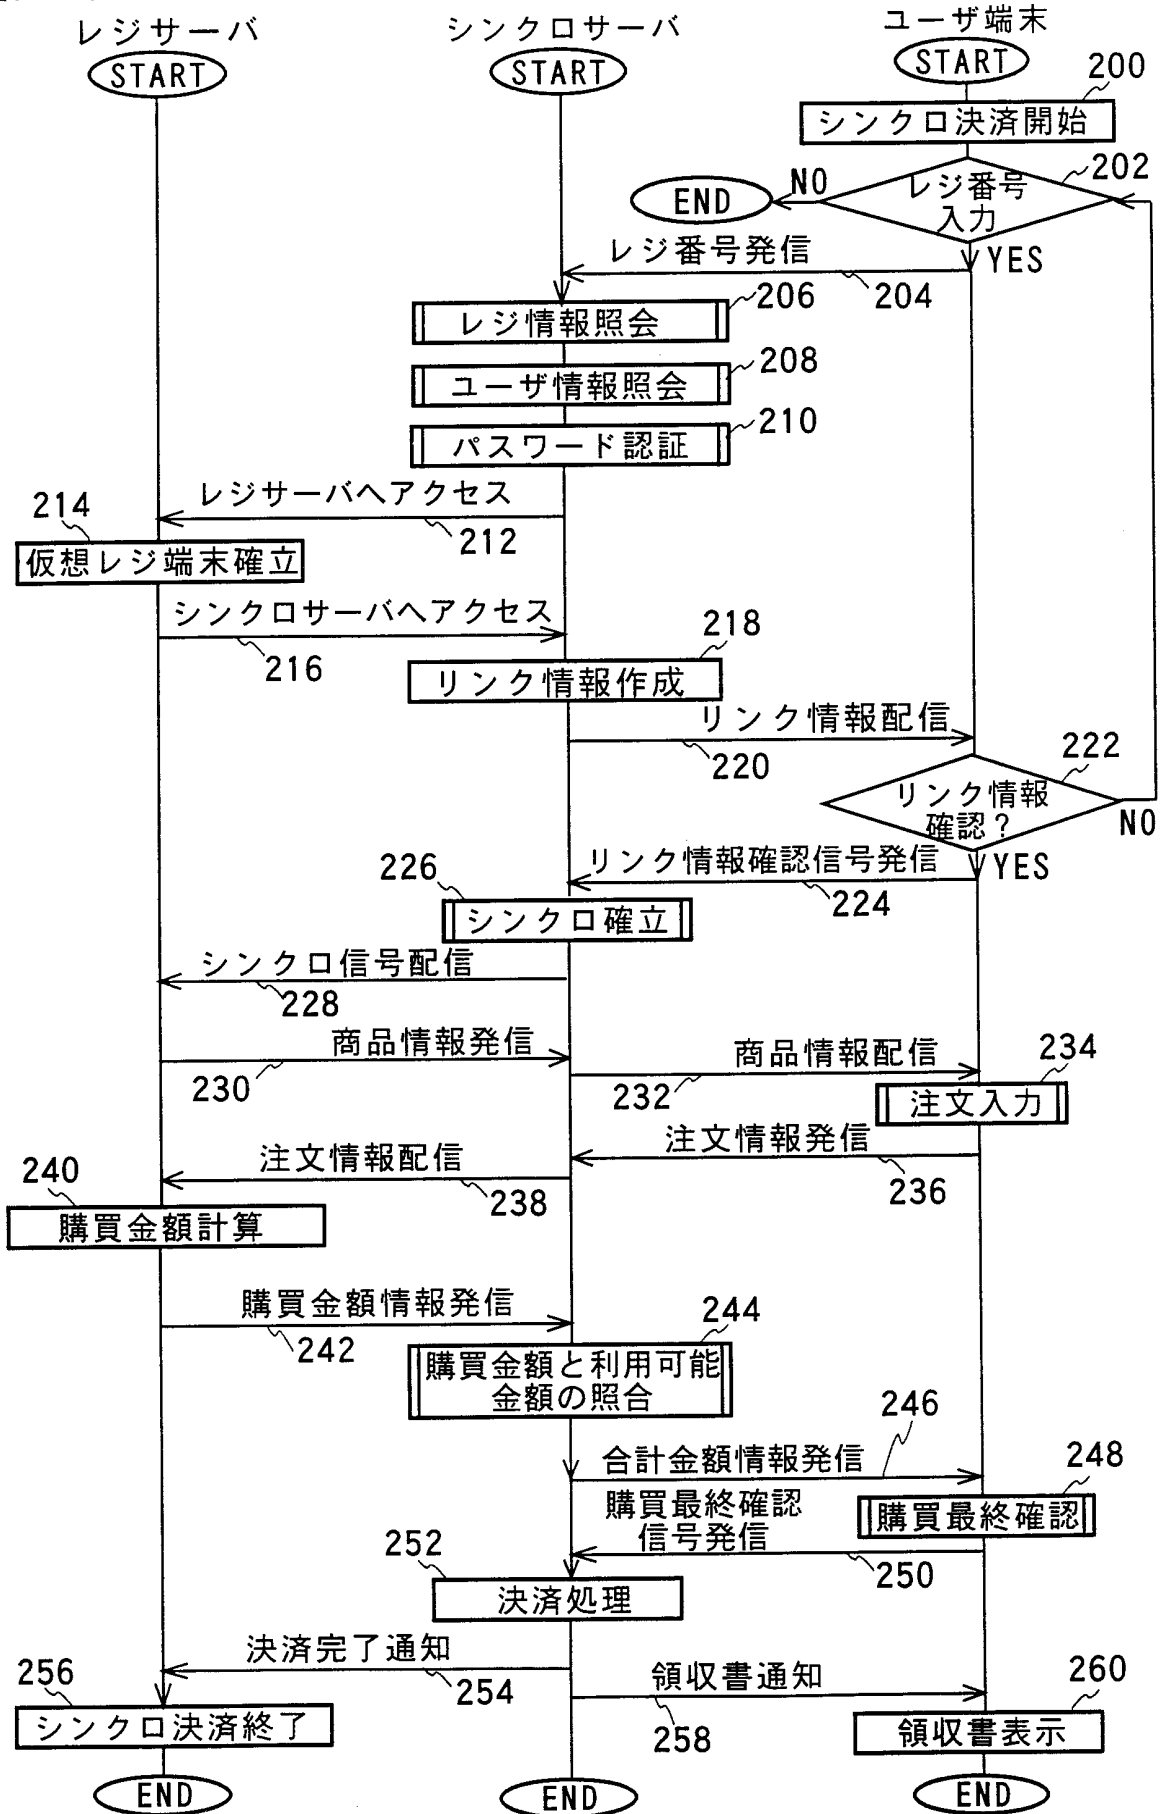 レジサーバ
シンクロサーバ
ユーザ端末
START
START
START
200
シンクロ決済開始
202
レジ番号
入力
NO
END
YES
レジ番号発信
204
206
レジ情報照会
208
ユーザ情報照会
210
パスワード認証
レジサーバへアクセス
212
214
仮想レジ端末確立
シンクロサーバへアクセス
216
218
リンク情報作成
リンク情報配信
220
222
リンク情報
確認?
NO
YES
リンク情報確認信号発信
224
226
シンクロ確立
シンクロ信号配信
228
商品情報発信
230
商品情報配信
232
234
注文入力
注文情報発信
236
注文情報配信
238
240
購買金額計算
購買金額情報発信
242
244
購買金額と利用可能
金額の照合
246
合計金額情報発信
248
購買最終確認
購買最終確認
信号発信
250
252
決済処理
決済完了通知
254
256
シンクロ決済終了
領収書通知
258
260
領収書表示
END
END
END